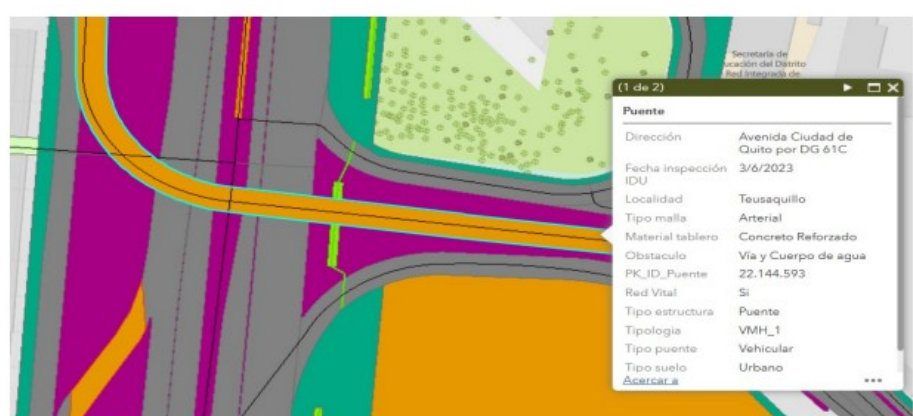 Secretaría de
ucación del Distrito
Red Integrada de
(1 de 2)
Puente
Dirección Avenida Ciudad de
Quito por DG 61C
Fecha inspección 3/6/2023
IDU
Localidad Teusaquillo
Tipo malla Arterial
Material tablero Concreto Reforzado
Obstaculo Vía y Cuerpo de agua
PK_ID_Puente 22.144.593
Red Vital Si
Tipo estructura Puente
Tipología VMH_1
Tipo puente Vehicular
Tipo suelo Urbano
Acercar a